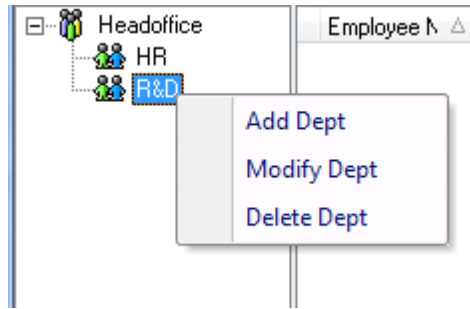 Headoffice
Employee N
HR
R&D
Add Dept
Modify Dept
Delete Dept